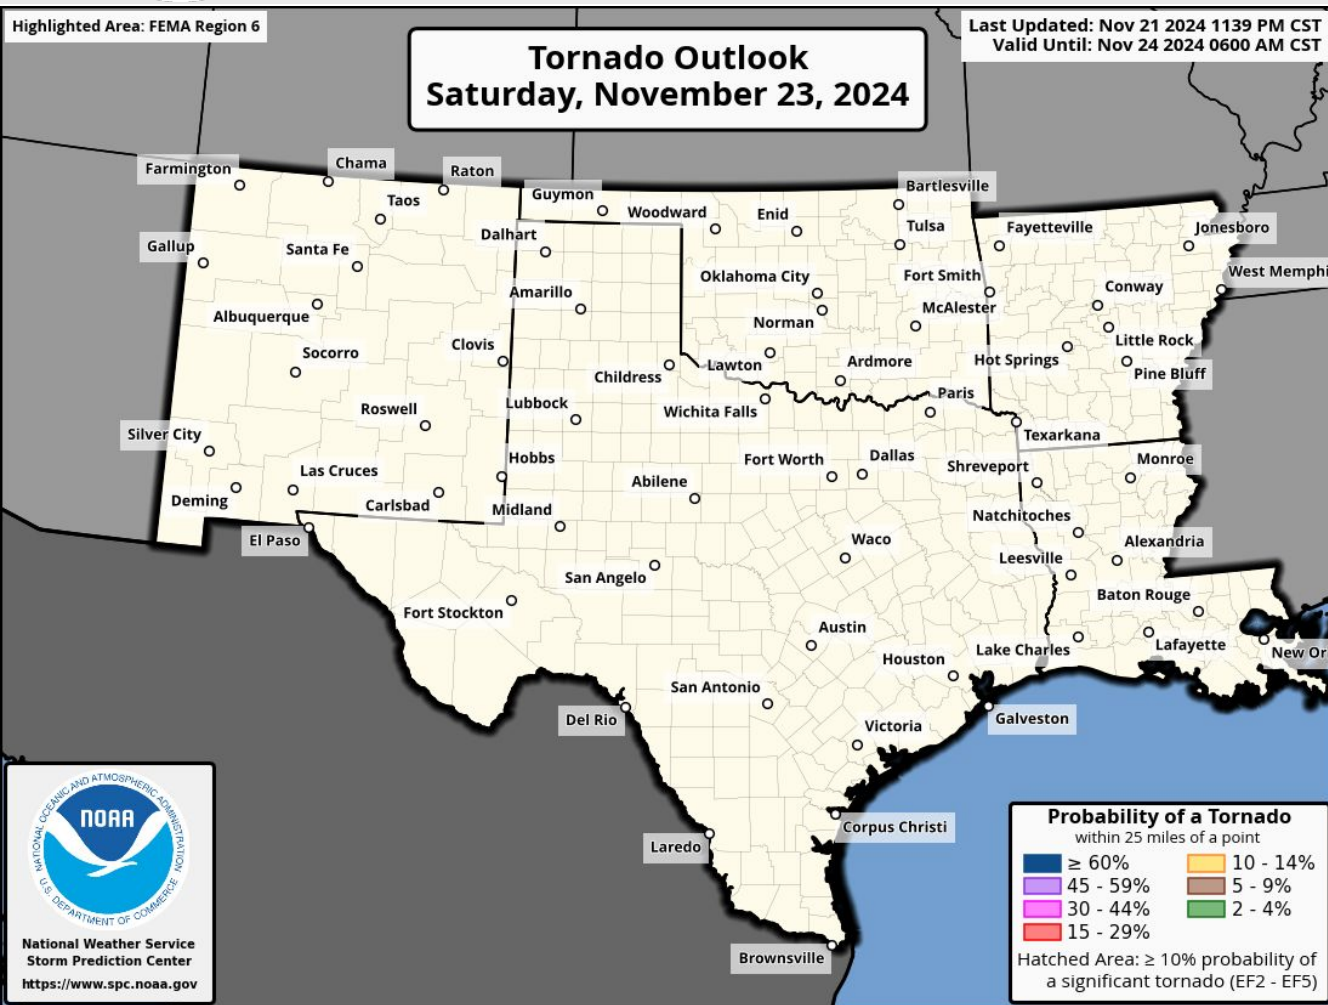 Highlighted Area: FEMA Region 6
Last Updated: Nov 21 2024 1139 PM CST
Valid Until: Nov 24 2024 0600 AM CST
Tornado Outlook
Saturday, November 23, 2024
Farmington
Chama
Raton
Taos
Guymon
Woodward
Enid
Bartlesville
Tulsa
Fayetteville
Jonesboro
Gallup
Santa Fe
Dalhart
Oklahoma City
Fort Smith
West Memphi
Albuquerque
Amarillo
Norman
McAlester
Conway
Socorro
Clovis
Childress
Lawton
Ardmore
Hot Springs
Little Rock
Pine Bluff
Roswell
Lubbock
Wichita Falls
Paris
Texarkana
Silver City
Las Cruces
Hobbs
Abilene
Fort Worth
Dallas
Shreveport
Monroe
Deming
Carlsbad
Midland
Natchitoches
El Paso
San Angelo
Waco
Leesville
Alexandria
Fort Stockton
Austin
Baton Rouge
Houston
Lake Charles
Lafayette
New Or
San Antonio
Del Rio
Victoria
Galveston
Laredo
Corpus Christi
Brownsville
NATIONAL OCEANIC AND ATMOSPHERIC ADMINISTRATION
NOAA
U.S. DEPARTMENT OF COMMERCE
National Weather Service
Storm Prediction Center
https://www.spc.noaa.gov
Probability of a Tornado
within 25 miles of a point
≥ 60%
10 - 14%
45 - 59%
5 - 9%
30 - 44%
2 - 4%
15 - 29%
Hatched Area: ≥ 10% probability of
a significant tornado (EF2 - EF5)